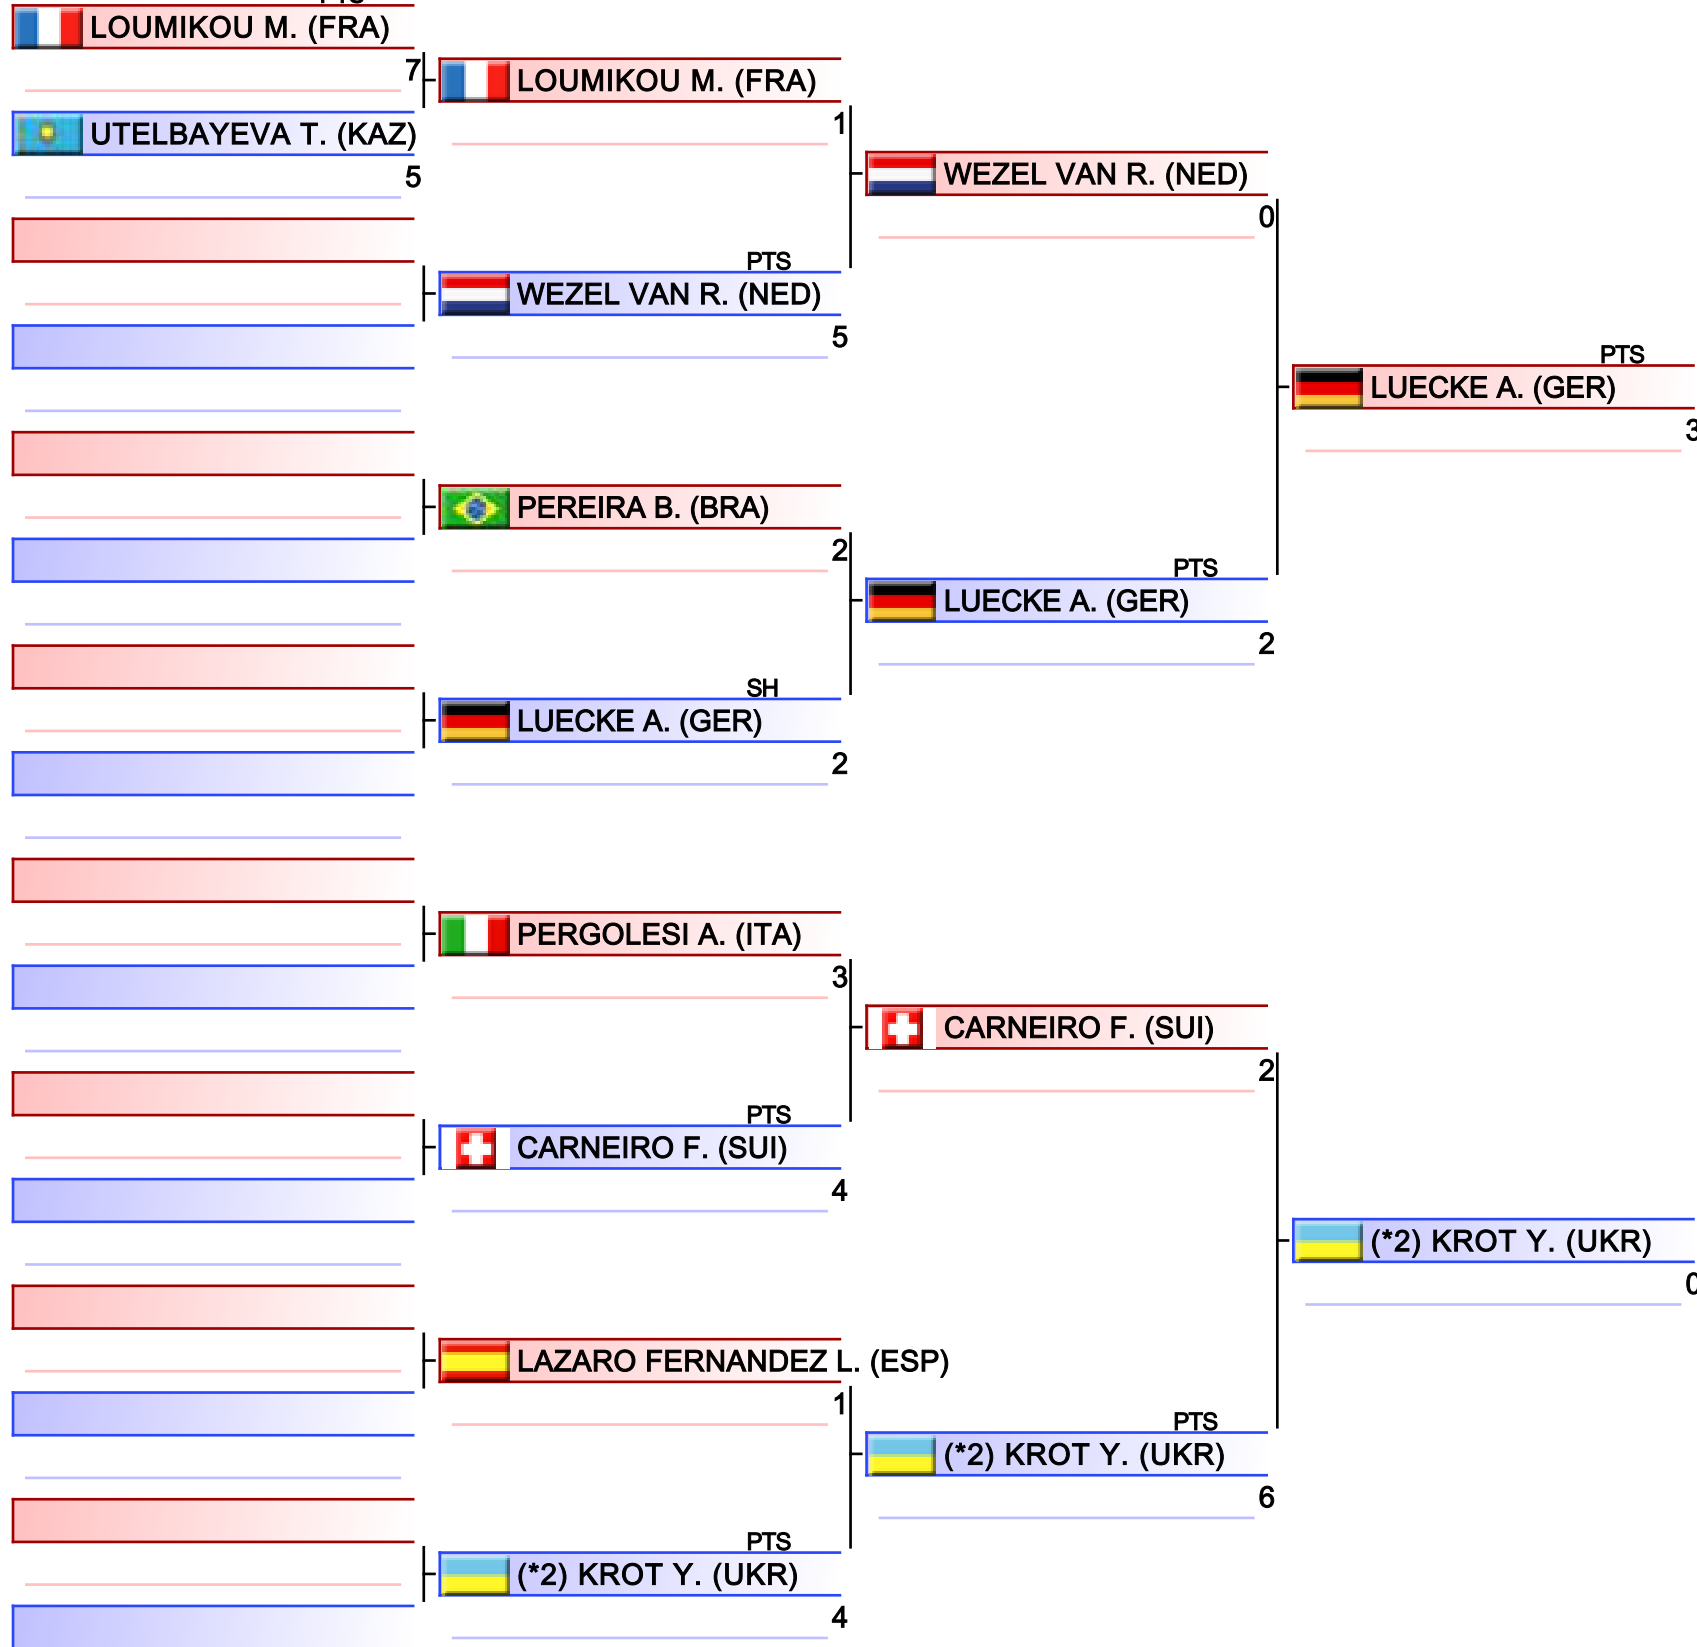 LOUMIKOU M. (FRA)
7
UTELBAYEVA T. (KAZ)
5
LOUMIKOU M. (FRA)
1
PTS
WEZEL VAN R. (NED)
5
PEREIRA B. (BRA)
2
SH
LUECKE A. (GER)
2
PERGOLESI A. (ITA)
3
PTS
CARNEIRO F. (SUI)
4
LAZARO FERNANDEZ L. (ESP)
1
PTS
(*2) KROT Y. (UKR)
4
WEZEL VAN R. (NED)
0
PTS
LUECKE A. (GER)
2
CARNEIRO F. (SUI)
2
PTS
(*2) KROT Y. (UKR)
6
PTS
LUECKE A. (GER)
3
(*2) KROT Y. (UKR)
0